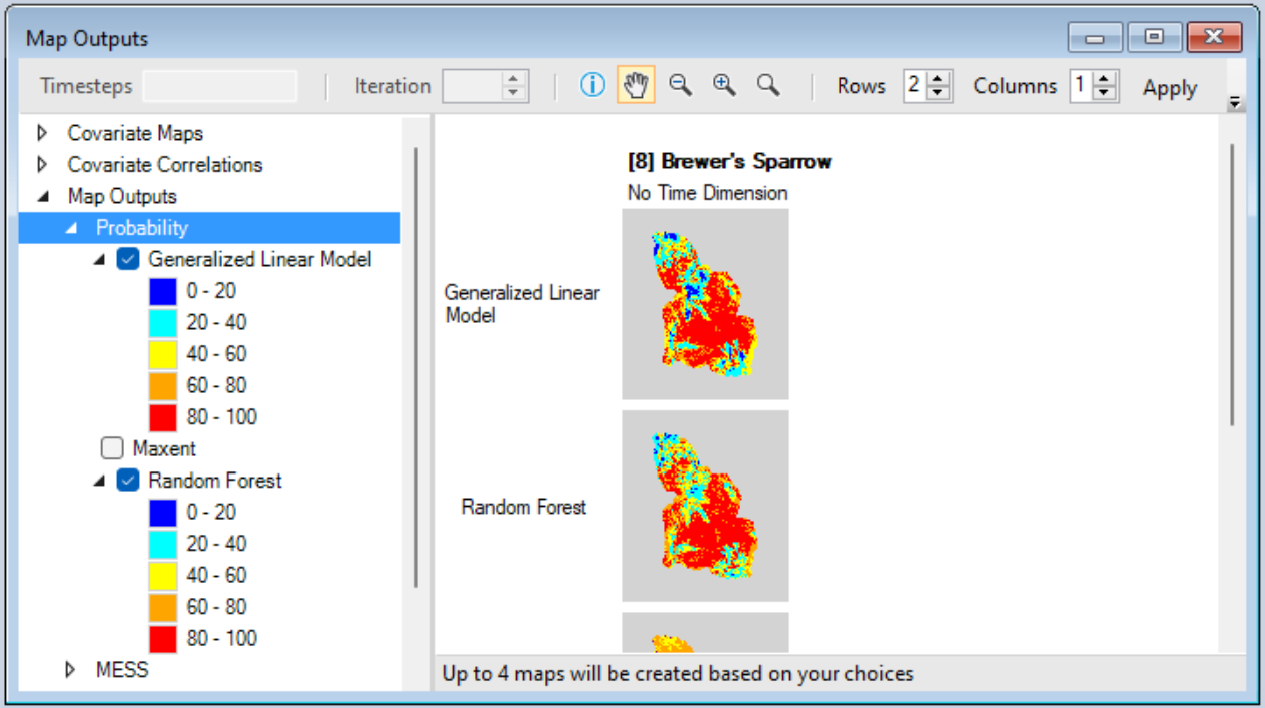 Map Outputs
Timesteps
Iteration
Rows 2
Columns 1
Apply
Covariate Maps
Covariate Correlations
Map Outputs
Probability
Generalized Linear Model
0 - 20
20 - 40
40 - 60
60 - 80
80 - 100
Maxent
Random Forest
0 - 20
20 - 40
40 - 60
60 - 80
80 - 100
MESS
[8] Brewer's Sparrow
No Time Dimension
Generalized Linear
Model
Random Forest
Up to 4 maps will be created based on your choices